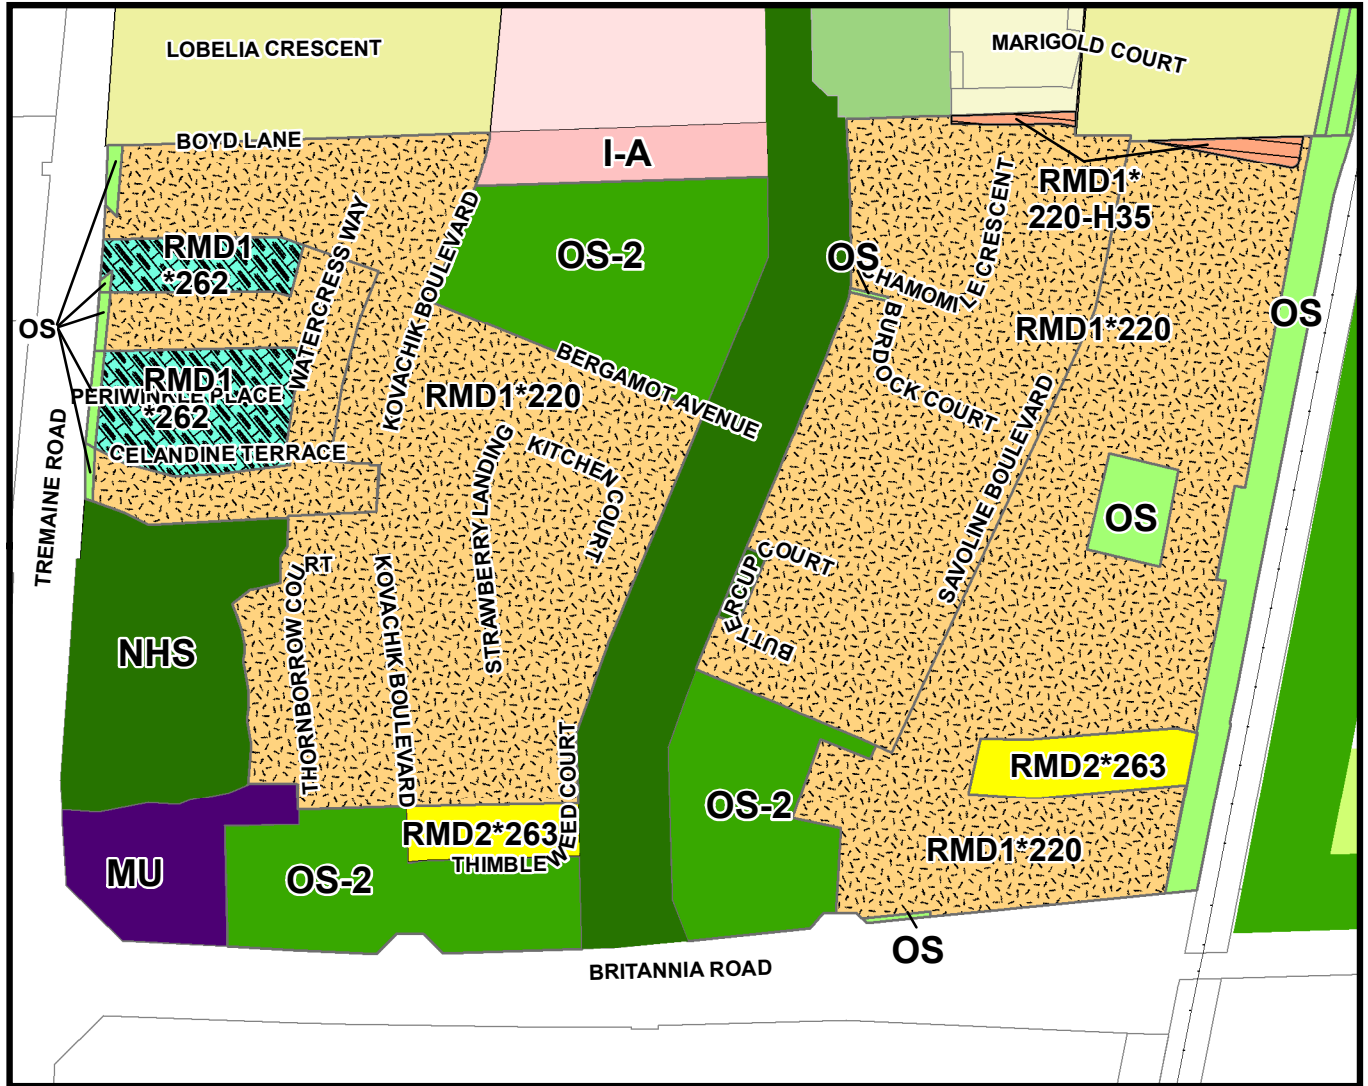 LOBELIA CRESCENT
MARIGOLD COURT
BOYD LANE
I-A
RMD1*
220-H35
OS-2
OS
CHAMOMILE CRESCENT
RMD1
*262
WATERCRESS WAY
KOVACHIK BOULEVARD
OS
RMD1*220
OS
BURDOCK COURT
BERGAMOT AVENUE
RMD1
PERIWINKLE PLACE
*262
RMD1*220
CELANDINE TERRACE
TREMAINE ROAD
STRAWBERRY LANDING
KITCHEN COURT
SAVOLINE BOULEVARD
OS
BUTTERCUP COURT
THORNBORROW COURT
KOVACHIK BOULEVARD
NHS
RMD2*263
OS-2
RMD2*263
THIMBLEWEED COURT
RMD1*220
MU
OS-2
OS
BRITANNIA ROAD